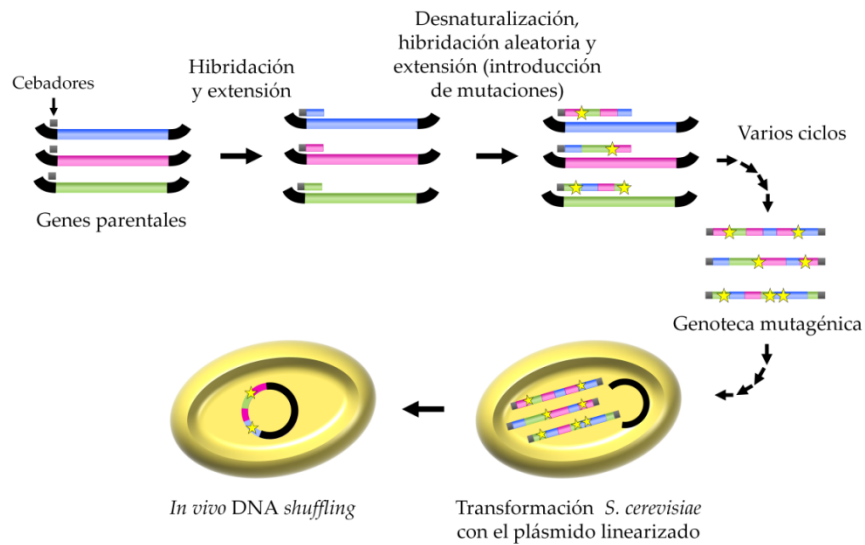 Cebadores
Genes parentales
Hibridación
y extensión
Desnaturalización,
hibridación aleatoria y
extensión (introducción
de mutaciones)
Varios ciclos
Genoteca mutagénica
Transformación S. cerevisiae
con el plásmido linearizado
In vivo DNA shuffling